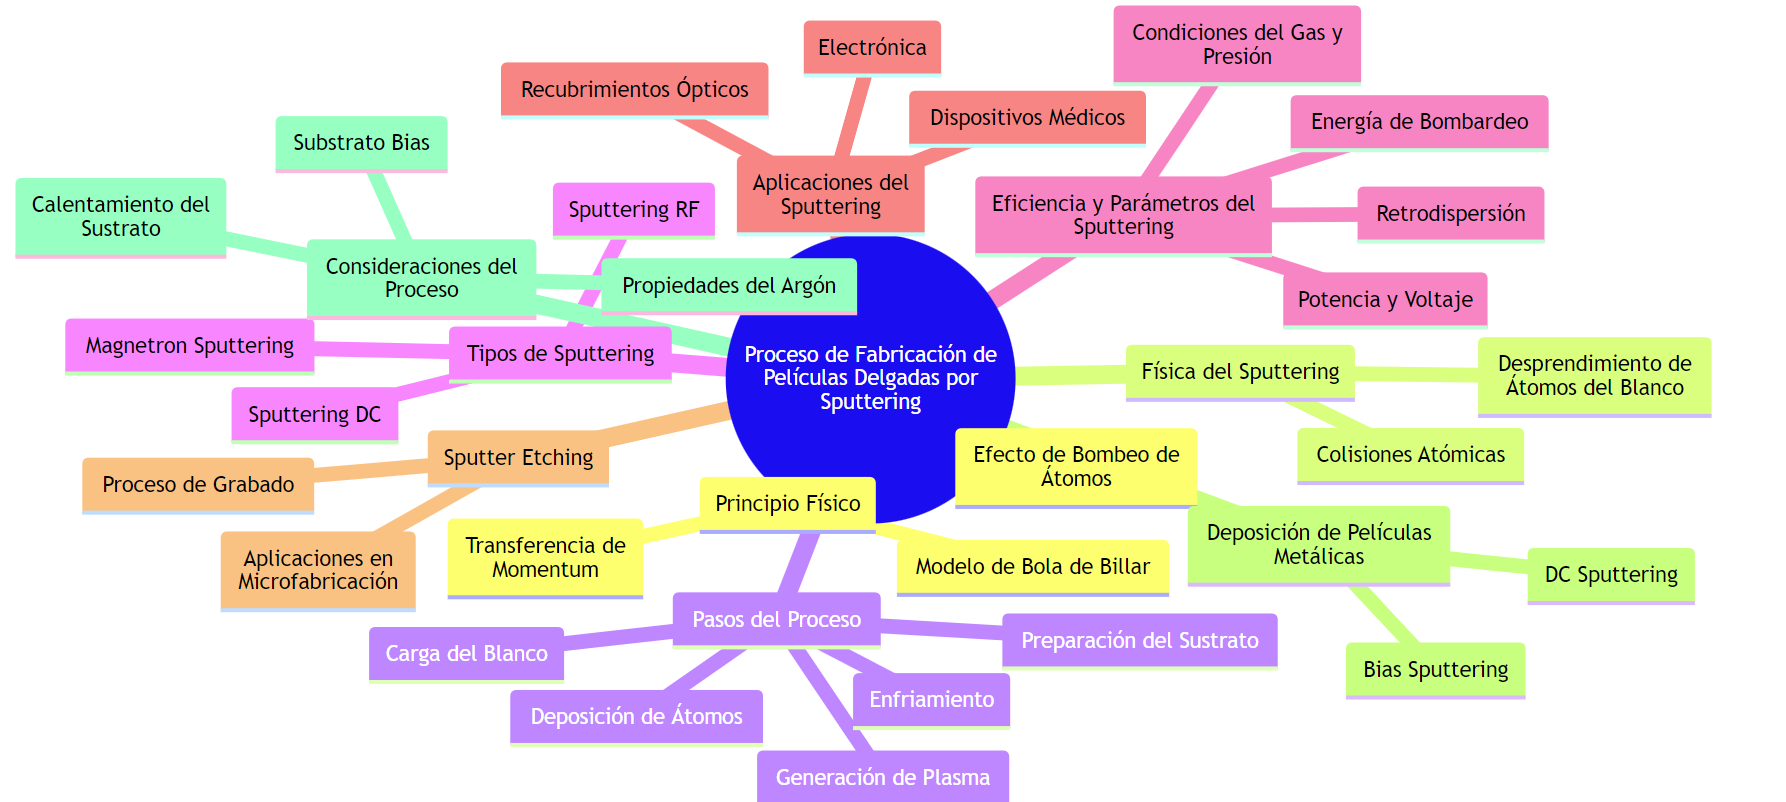 Condiciones del Gas y
Presión
Electrónica
Recubrimientos Ópticos
Dispositivos Médicos
Energía de Bombardeo
Substrato Bias
Aplicaciones del
Sputtering
Calentamiento del
Sustrato
Sputtering RF
Eficiencia y Parámetros del
Sputtering
Retrodispersión
Consideraciones del
Proceso
Propiedades del Argón
Potencia y Voltaje
Magnetron Sputtering
Tipos de Sputtering
Proceso de Fabricación de
Películas Delgadas por
Sputtering
Física del Sputtering
Desprendimiento de
Átomos del Blanco
Sputtering DC
Sputter Etching
Efecto de Bombeo de
Átomos
Colisiones Atómicas
Proceso de Grabado
Principio Físico
Aplicaciones en
Microfabricación
Transferencia de
Momentum
Modelo de Bola de Billar
Deposición de Películas
Metálicas
DC Sputtering
Pasos del Proceso
Carga del Blanco
Preparación del Sustrato
Bias Sputtering
Deposición de Átomos
Enfriamiento
Generación de Plasma